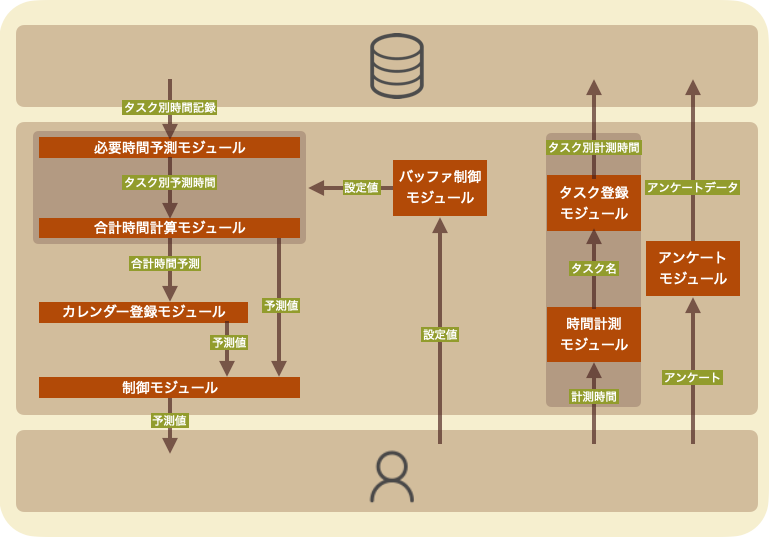 タスク別時間記録
必要時間予測モジュール
タスク別予測時間
合計時間計算モジュール
合計時間予測
カレンダー登録モジュール
予測値
予測値
制御モジュール
予測値
設定値
バッファ制御
モジュール
設定値
タスク別計測時間
タスク登録
モジュール
タスク名
時間計測
モジュール
計測時間
アンケートデータ
アンケート
モジュール
アンケート